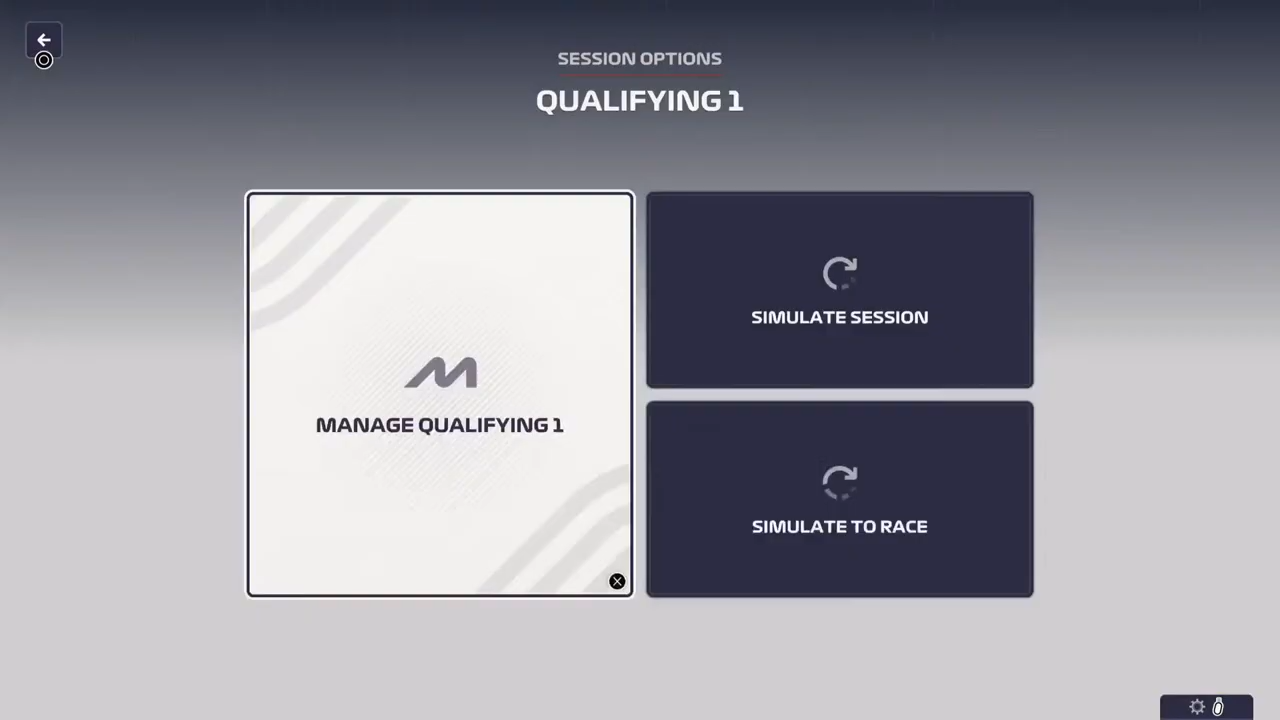 SESSION OPTIONS
QUALIFYING 1
MANAGE QUALIFYING 1
SIMULATE SESSION
SIMULATE TO RACE